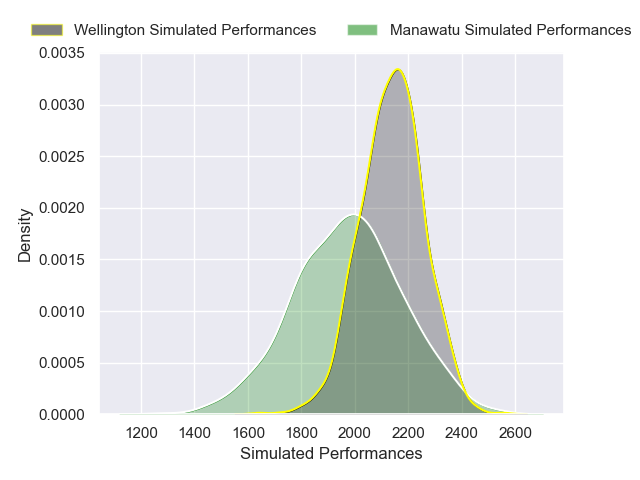 Wellington Simulated Performances
Manawatu Simulated Performances
0.0035
0.0030
0.0025
0.0020
0.0015
0.0010
0.0005
0.0000
Density
1200 1400 1600 1800 2000 2200 2400 2600
Simulated Performances